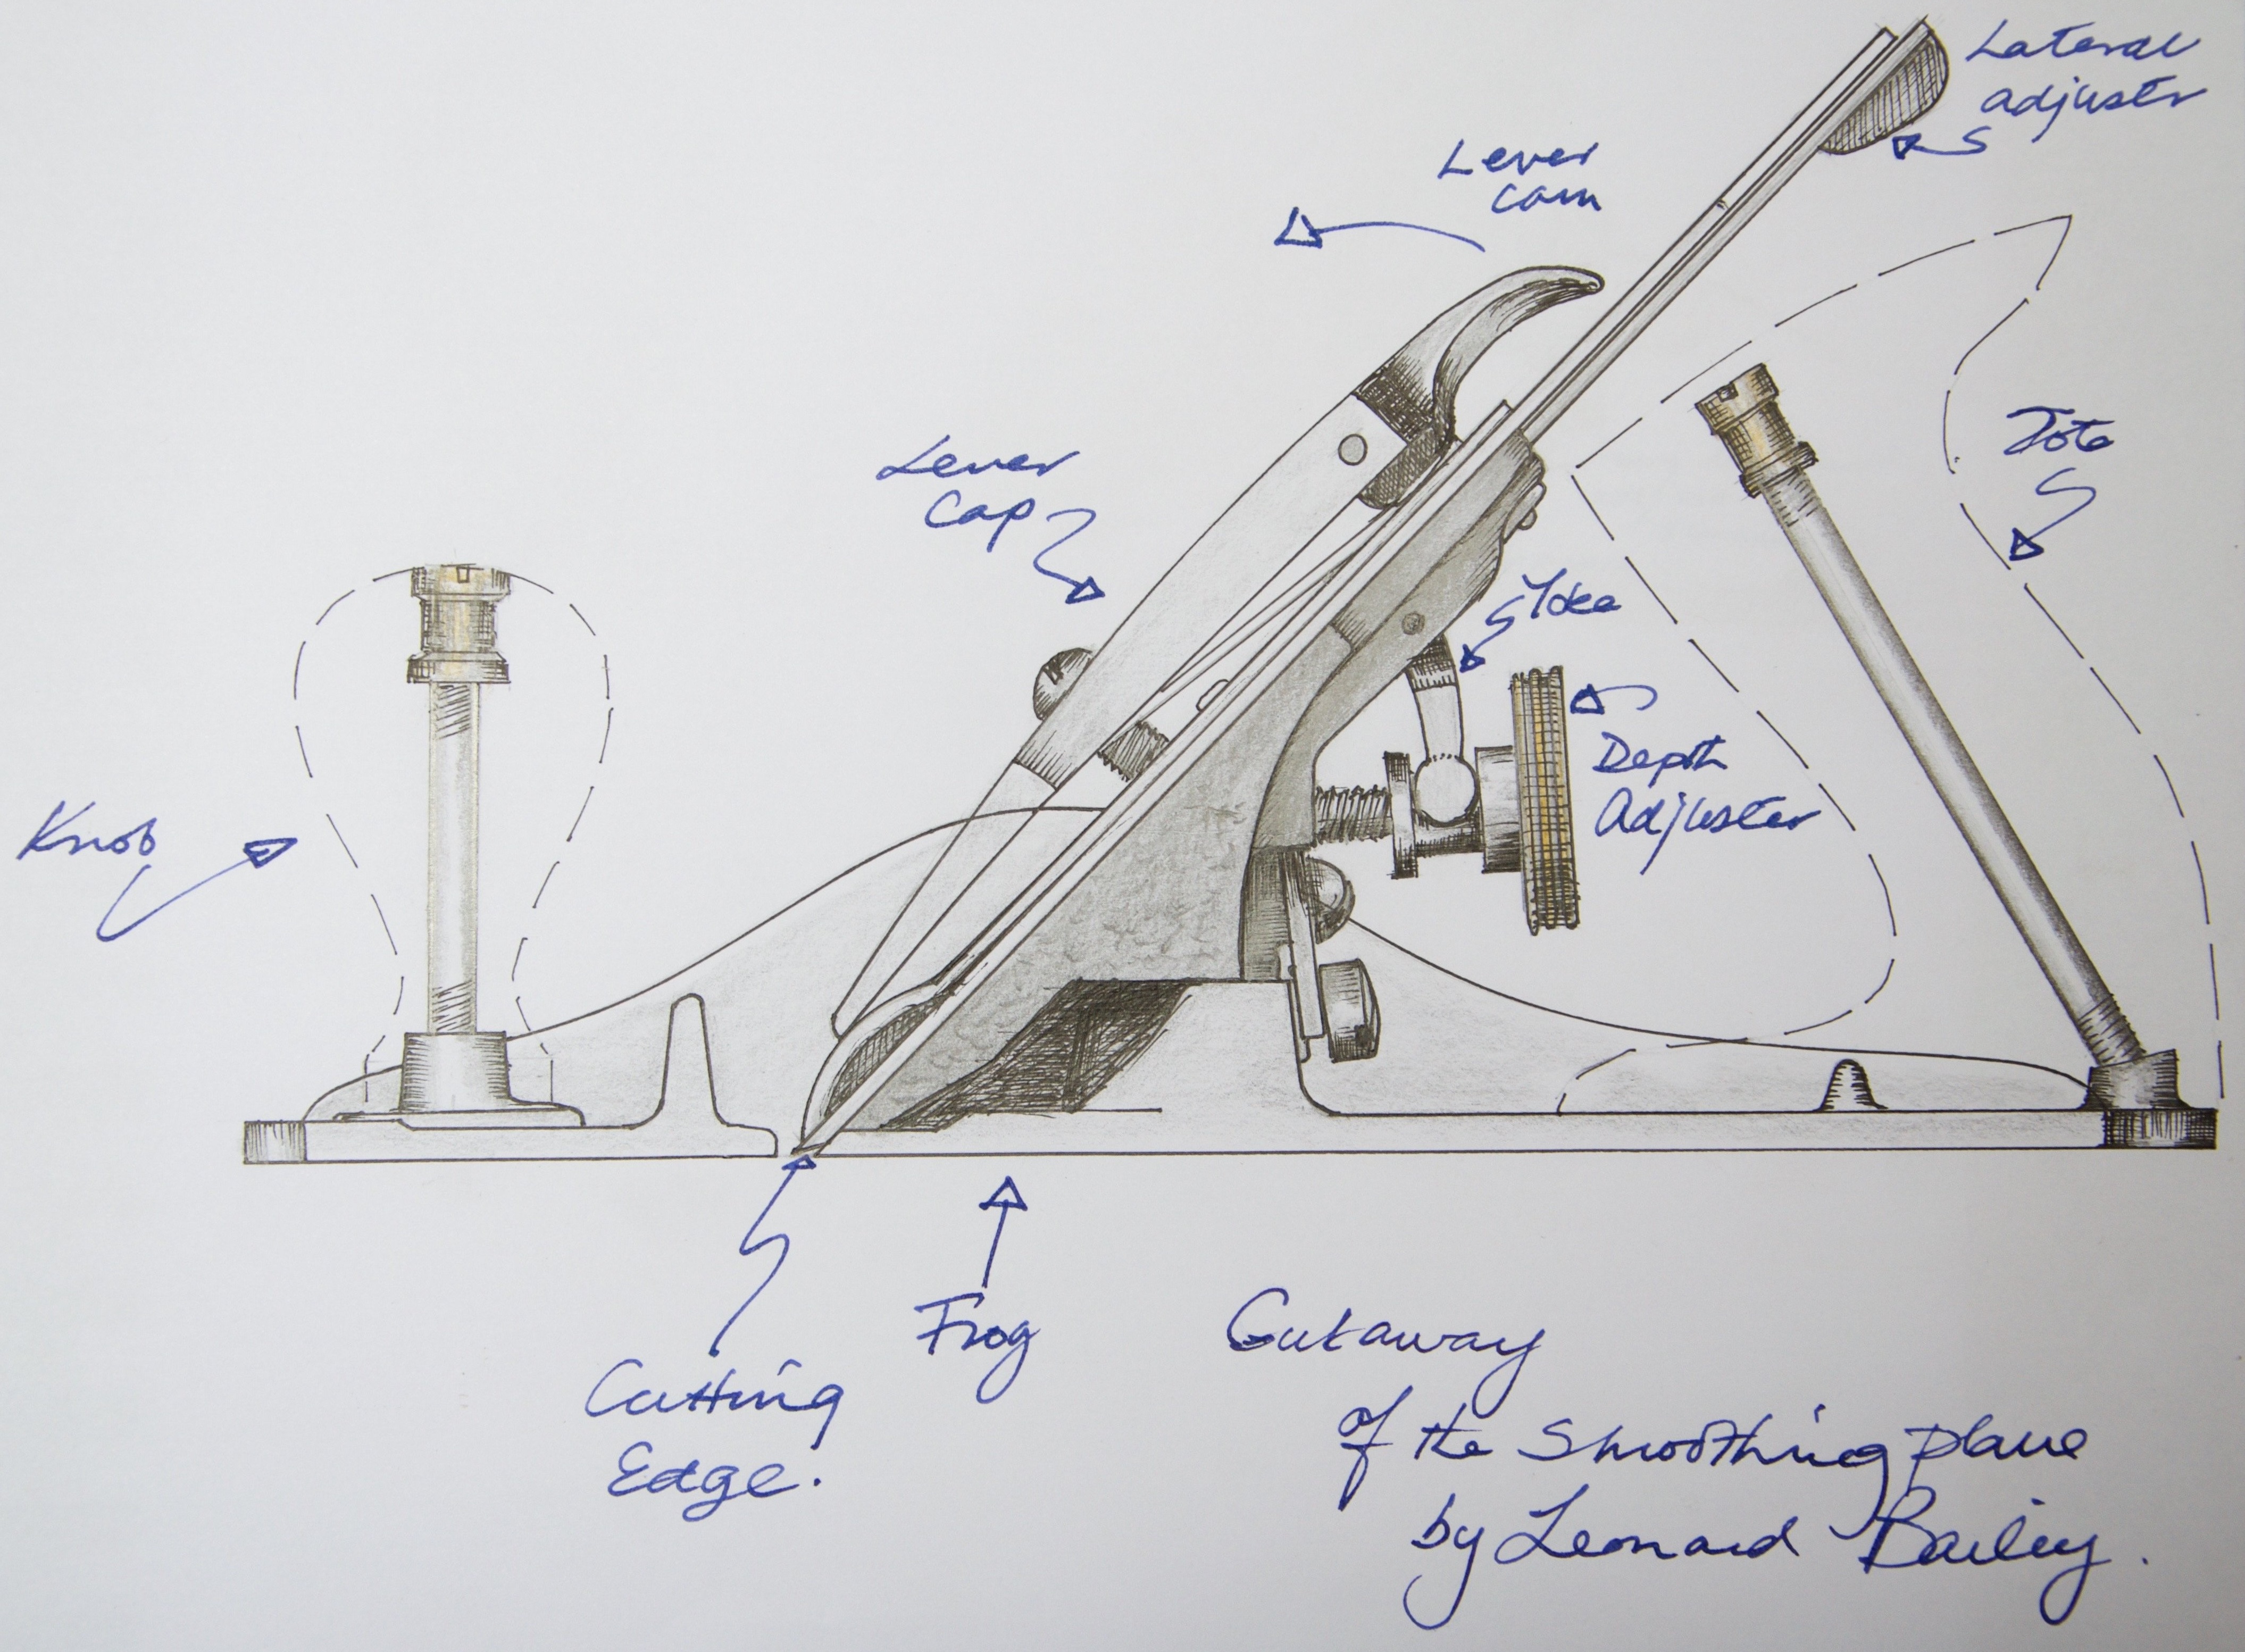 Lateral
adjuster
Lever
cam
Lever
Cap
Tote
Yoke
Depth
Adjuster
Knob
Cutting
Edge.
Frog
Cutaway
of the Smoothing plane
by Leonard Bailey.